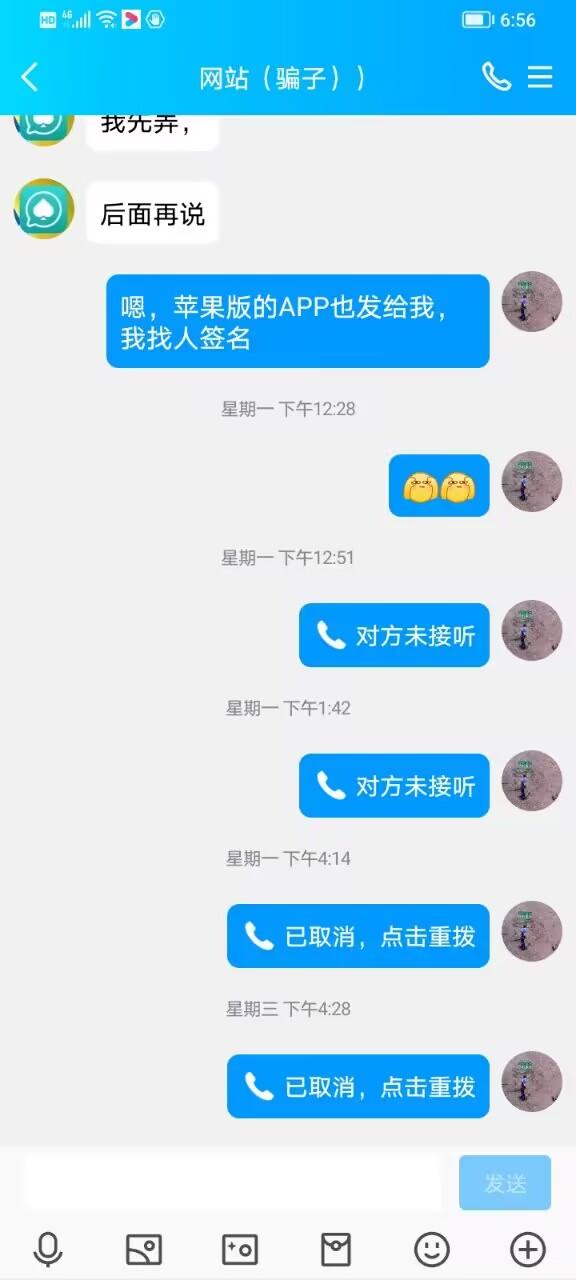 HD 4G 6:56
网站（骗子））
我先弄，
后面再说
嗯，苹果版的APP也发给我，
我找人签名
星期一 下午12:28
星期一 下午12:51
对方未接听
星期一 下午1:42
对方未接听
星期一 下午4:14
已取消，点击重拨
星期三 下午4:28
已取消，点击重拨
发送